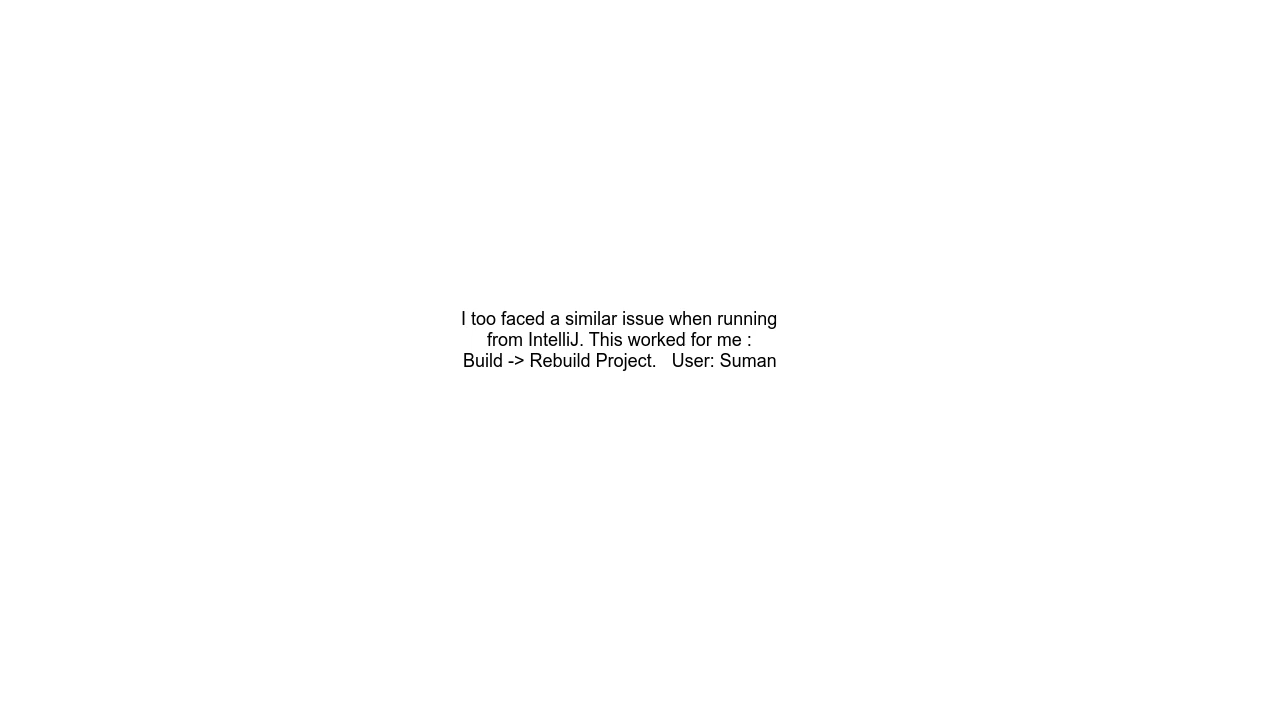 I too faced a similar issue when running
from IntelliJ. This worked for me :
Build -> Rebuild Project.   User: Suman